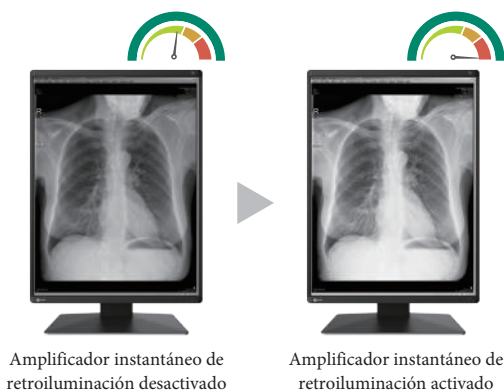 R
Amplificador instantáneo de
retroiluminación desactivado
R
Amplificador instantáneo de
retroiluminación activado